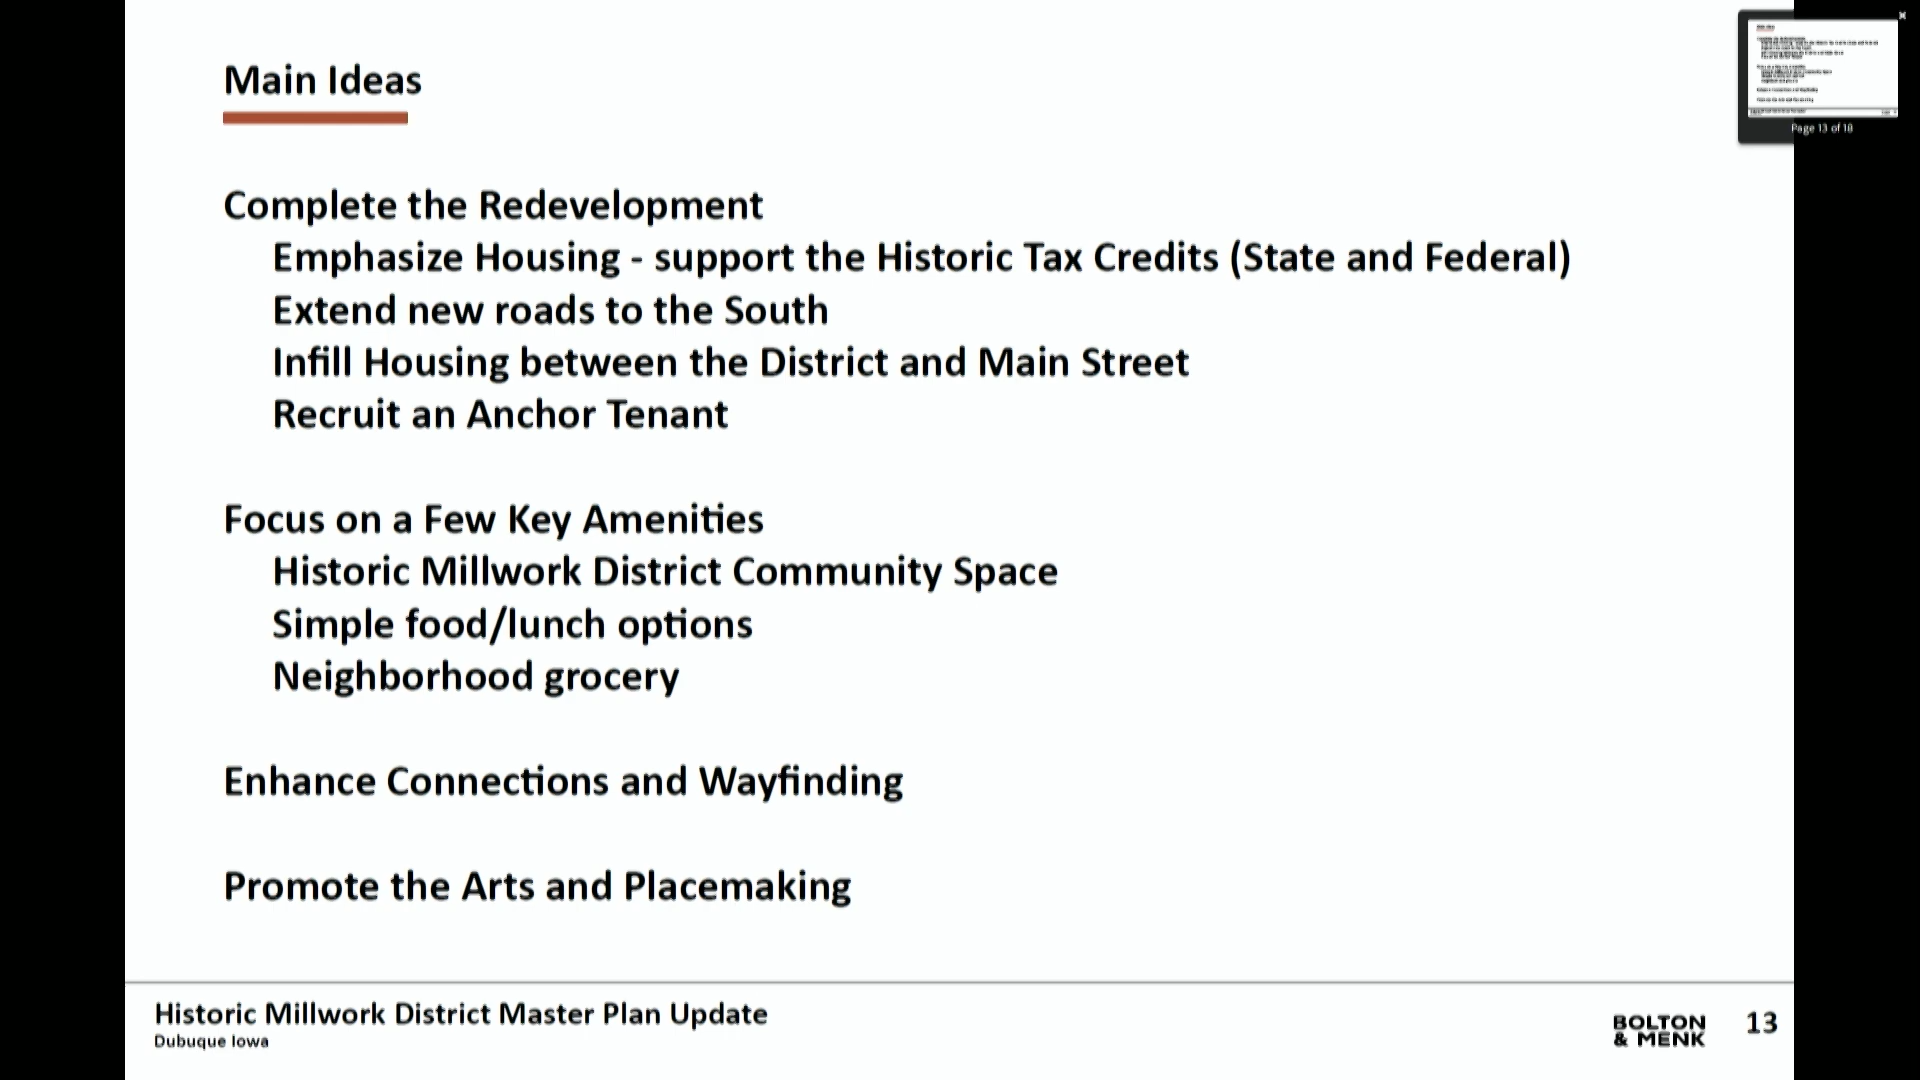 Main Ideas
Complete the Redevelopment
Emphasize Housing - support the Historic Tax Credits (State and Federal)
Extend new roads to the South
Infill Housing between the District and Main Street
Recruit an Anchor Tenant
Focus on a Few Key Amenities
Historic Millwork District Community Space
Simple food/lunch options
Neighborhood grocery
Enhance Connections and Wayfinding
Promote the Arts and Placemaking
Historic Millwork District Master Plan Update
Dubuque Iowa
BOLTON
& MENK
13
Page 13 of 18